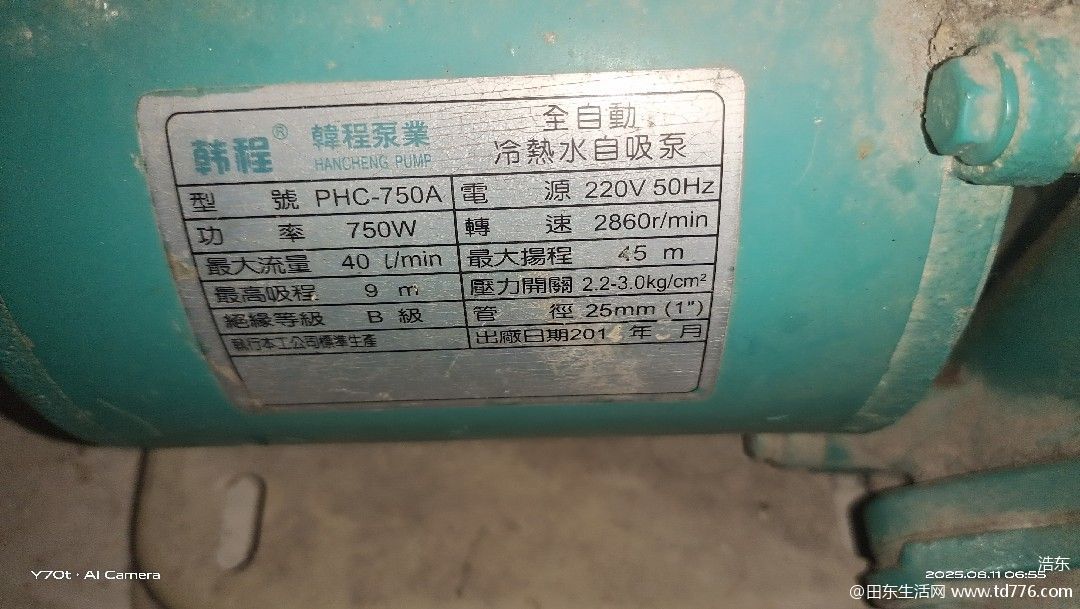 韩程® 韓程泵業 全自動
HANCHENG PUMP 冷熱水自吸泵
型號 PHC-750A 電源 220V 50Hz
功率 750W 轉速 2860r/min
最大流量 40 l/min 最大揚程 45 m
最高吸程 9 m 壓力開關 2.2-3.0kg/cm²
絕緣等級 B 級 管徑 25mm (1")
執行本工公司標準生產 出廠日期201 年 月
Y70t · AI Camera
浩东
2025.06.11 06:55
@田东生活网 www.td776.com